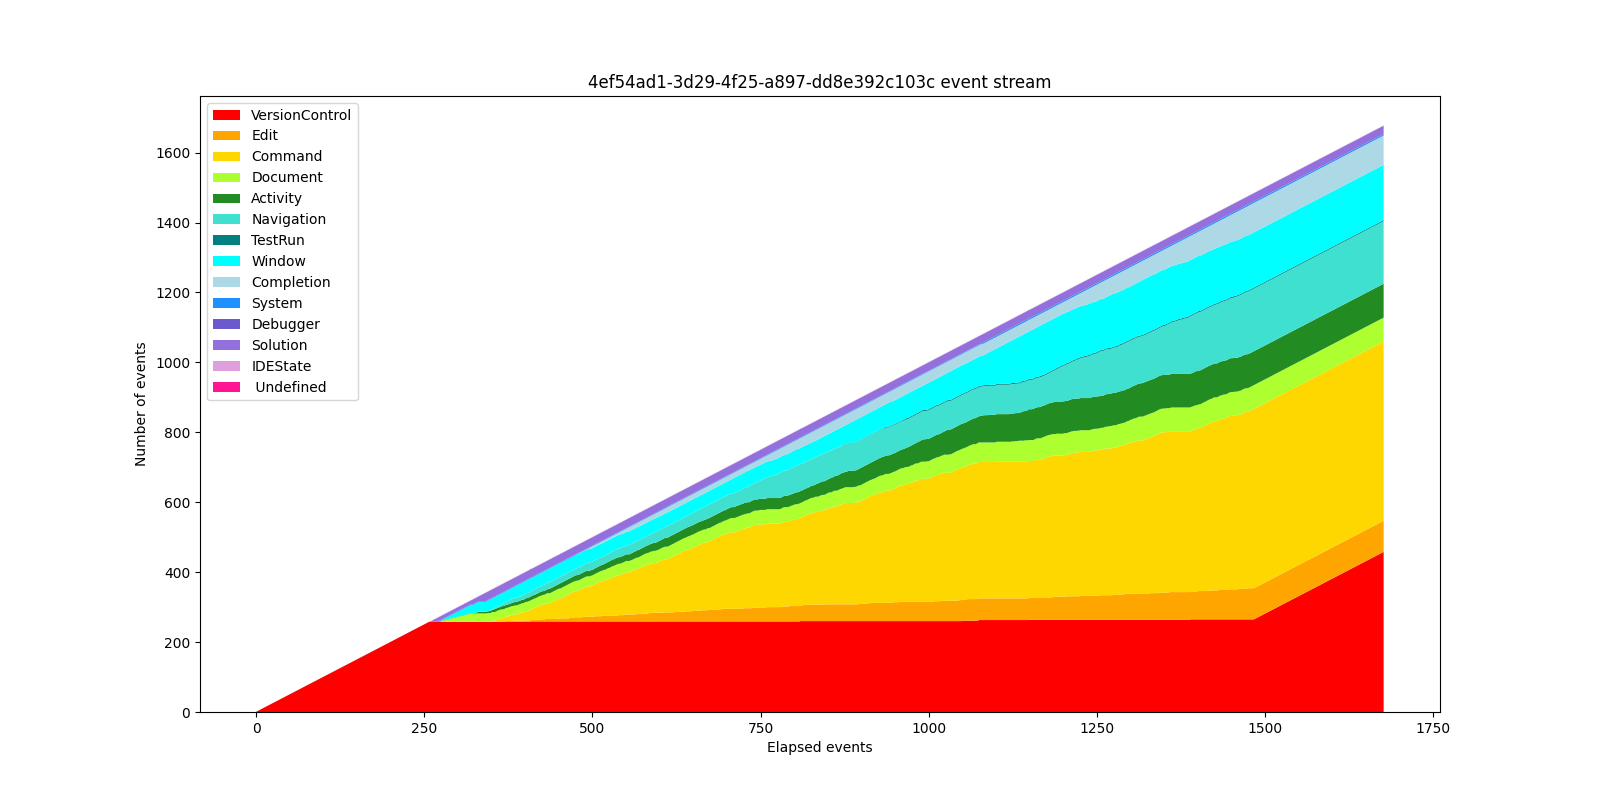 4ef54ad1-3d29-4f25-a897-dd8e392c103c event stream
VersionControl
Edit
Command
Document
Activity
Navigation
TestRun
Window
Completion
System
Debugger
Solution
IDEState
Undefined
Number of events
1600
1400
1200
1000
800
600
400
200
0
0 250 500 750 1000 1250 1500 1750
Elapsed events